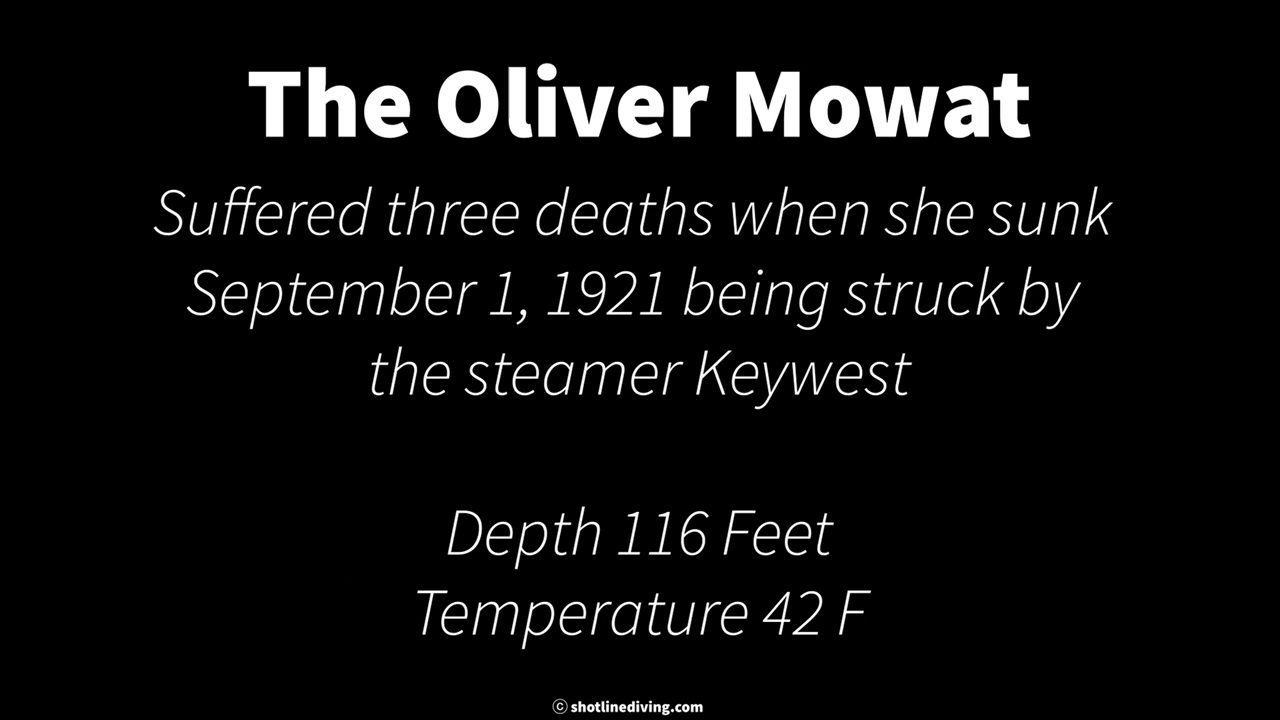 The Oliver Mowat
Suffered three deaths when she sunk
September 1, 1921 being struck by
the steamer Keywest
Depth 116 Feet
Temperature 42 F
© shotlinediving.com